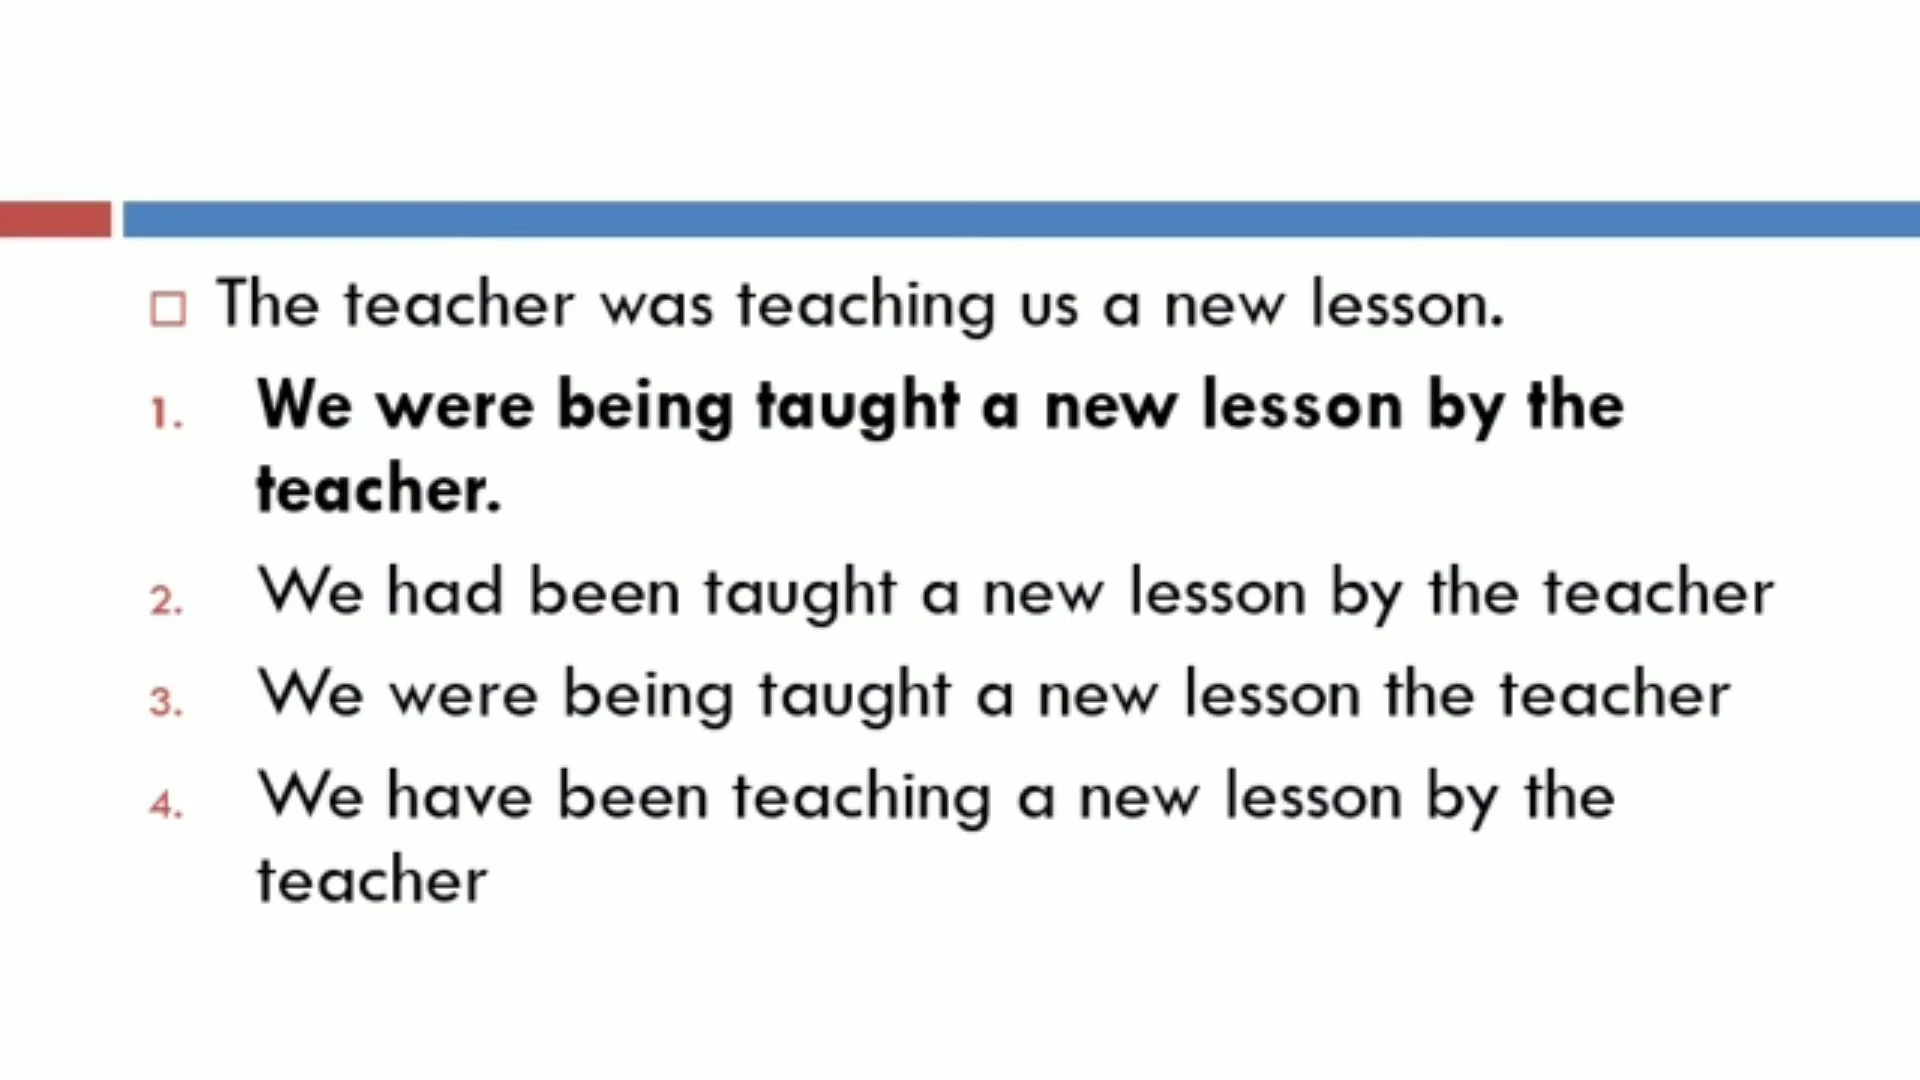 The teacher was teaching us a new lesson.
1. We were being taught a new lesson by the
teacher.
2. We had been taught a new lesson by the teacher
3. We were being taught a new lesson the teacher
4. We have been teaching a new lesson by the
teacher